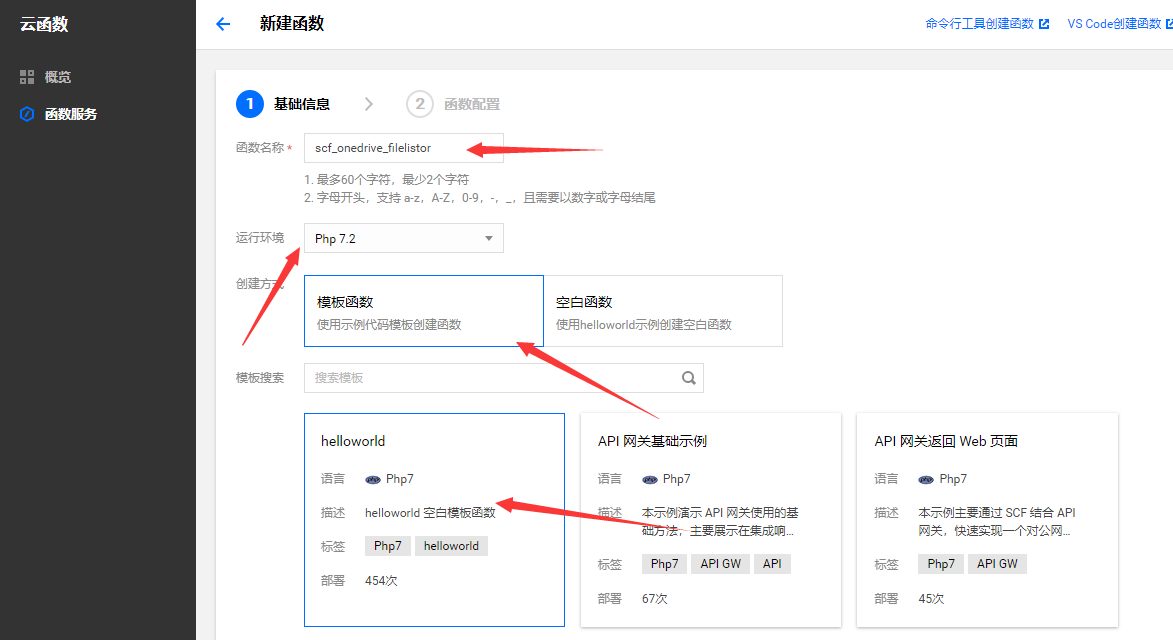 云函数
新建函数
命令行工具创建函数
VS Code创建函数
概览
函数服务
1 基础信息
2 函数配置
函数名称 *
scf_onedrive_filelistor
1. 最多60个字符，最少2个字符
2. 字母开头，支持 a-z，A-Z，0-9，-，_，且需要以数字或字母结尾
运行环境
Php 7.2
创建方式
模板函数
使用示例代码模板创建函数
空白函数
使用helloworld示例创建空白函数
模板搜索
搜索模板
helloworld
语言 Php7
描述 helloworld 空白模板函数
标签 Php7 helloworld
部署 454次
API 网关基础示例
语言 Php7
描述 本示例演示 API 网关使用的基
础方法，主要展示在集成响...
标签 Php7 API GW API
部署 67次
API 网关返回 Web 页面
语言 Php7
描述 本示例主要通过 SCF 结合 API
网关，快速实现一个对公网...
标签 Php7 API GW
部署 45次